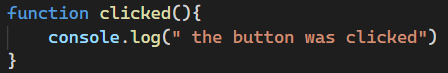 function clicked(){
    console.log(" the button was clicked")
}